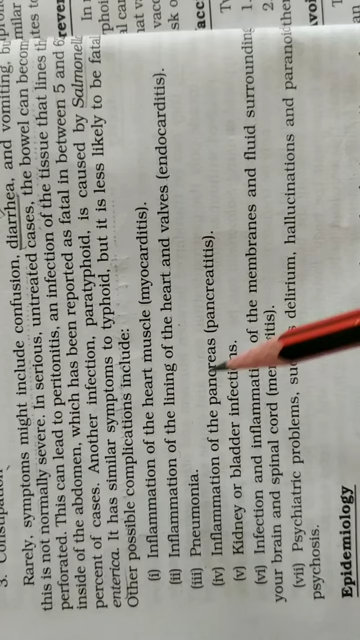 3. Constipation
Rarely, symptoms might include confusion, diarrhea, and vomiting, but
this is not normally severe. In serious, untreated cases, the bowel can become
perforated. This can lead to peritonitis, an infection of the tissue that lines the
inside of the abdomen, which has been reported as fatal in between 5 and 6
percent of cases. Another infection, paratyphoid, is caused by Salmonella
enterica. It has similar symptoms to typhoid, but it is less likely to be fatal
Other possible complications include:
(i) Inflammation of the heart muscle (myocarditis).
(ii) Inflammation of the lining of the heart and valves (endocarditis).
(iii) Pneumonia.
(iv) Inflammation of the pancreas (pancreatitis).
(v) Kidney or bladder infections.
(vi) Infection and inflammati of the membranes and fluid surrounding
your brain and spinal cord (men itis).
(vii) Psychiatric problems, suc s delirium, hallucinations and paranoid
psychosis.
Epidemiology